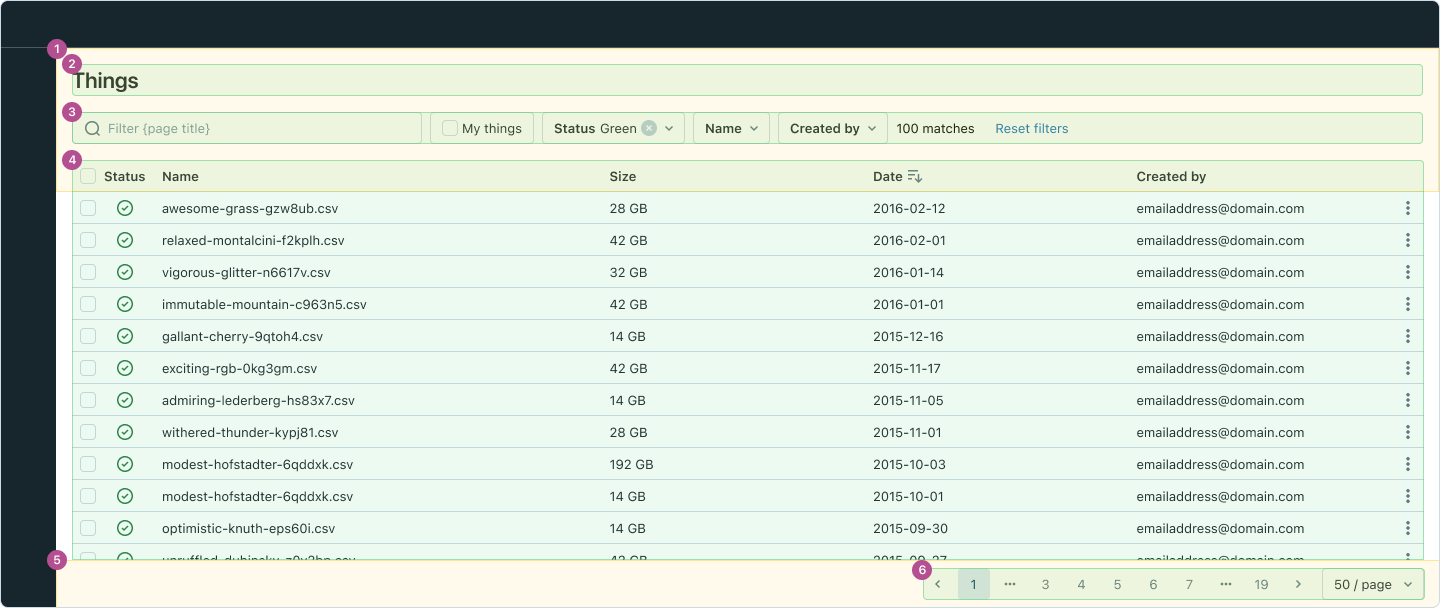 1
2
Things
3
Filter {page title} My things Status Green Name Created by 100 matches Reset filters
4
Status Name Size Date Created by
awesome-grass-gzw8ub.csv 28 GB 2016-02-12 emailaddress@domain.com
relaxed-montalcini-f2kplh.csv 42 GB 2016-02-01 emailaddress@domain.com
vigorous-glitter-n6617v.csv 32 GB 2016-01-14 emailaddress@domain.com
immutable-mountain-c963n5.csv 42 GB 2016-01-01 emailaddress@domain.com
gallant-cherry-9qtoh4.csv 14 GB 2015-12-16 emailaddress@domain.com
exciting-rgb-0kg3gm.csv 42 GB 2015-11-17 emailaddress@domain.com
admiring-lederberg-hs83x7.csv 14 GB 2015-11-05 emailaddress@domain.com
withered-thunder-kypj81.csv 28 GB 2015-11-01 emailaddress@domain.com
modest-hofstadter-6qddxk.csv 192 GB 2015-10-03 emailaddress@domain.com
modest-hofstadter-6qddxk.csv 14 GB 2015-10-01 emailaddress@domain.com
optimistic-knuth-eps60i.csv 14 GB 2015-09-30 emailaddress@domain.com
42 GB 2015-09-27 emailaddress@domain.com
5
6
1 ••• 3 4 5 6 7 ••• 19 50 / page